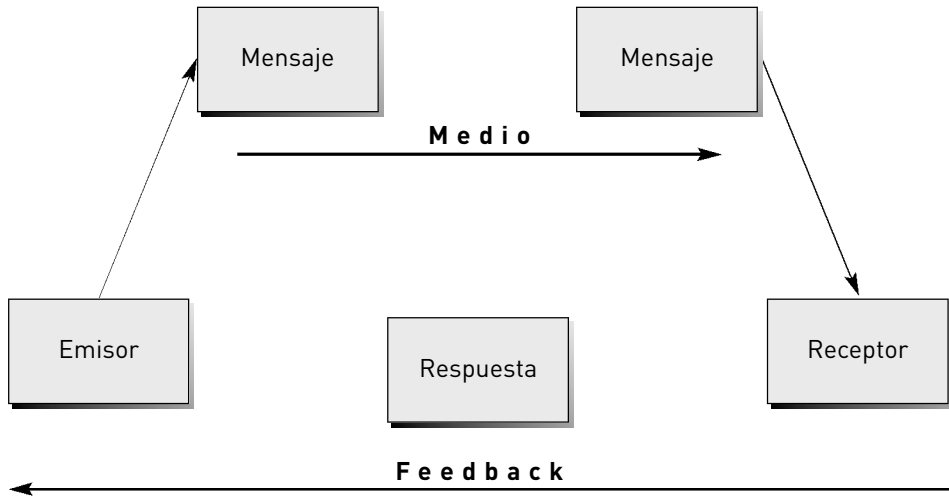 Mensaje
Mensaje
Medio
Emisor
Respuesta
Receptor
Feedback